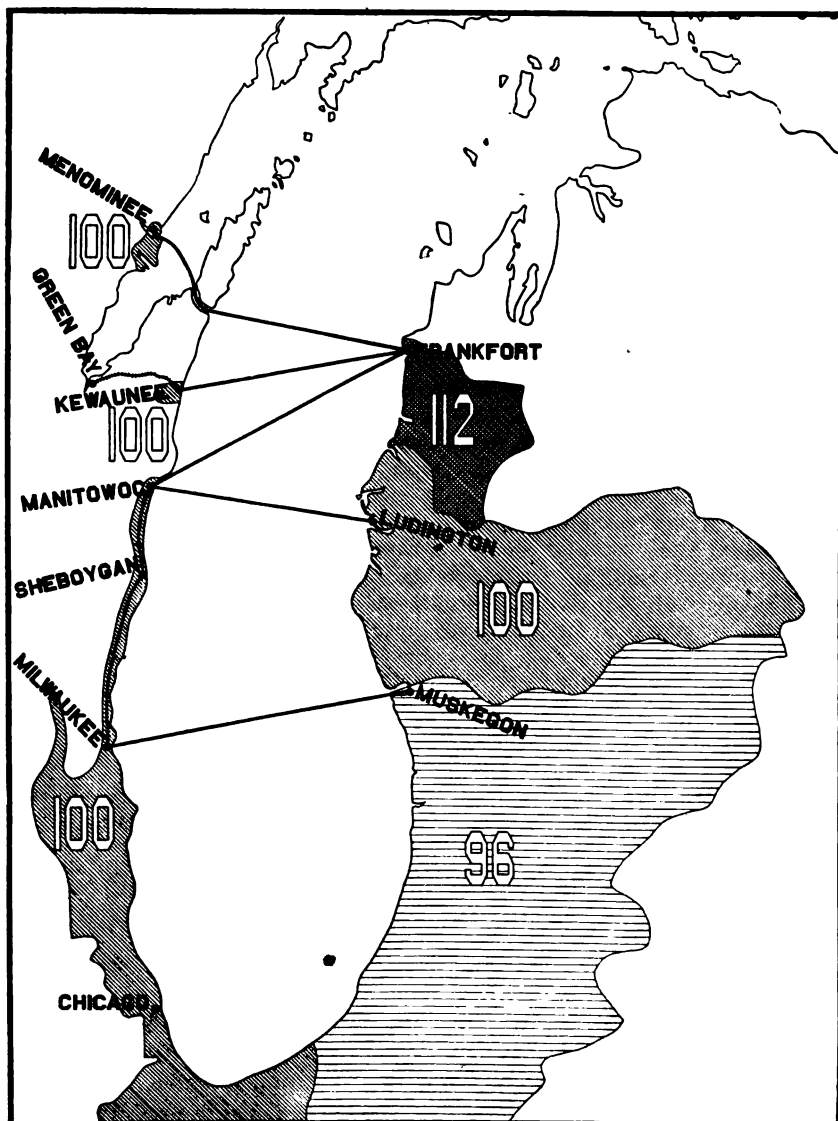 MENOMINEE
100
GREEN BAY
FRANKFORT
KEWAUNEE
100
112
MANITOWOC
LUDINGTON
SHEBOYGAN
100
MILWAUKEE
MUSKEGON
100
96
CHICAGO